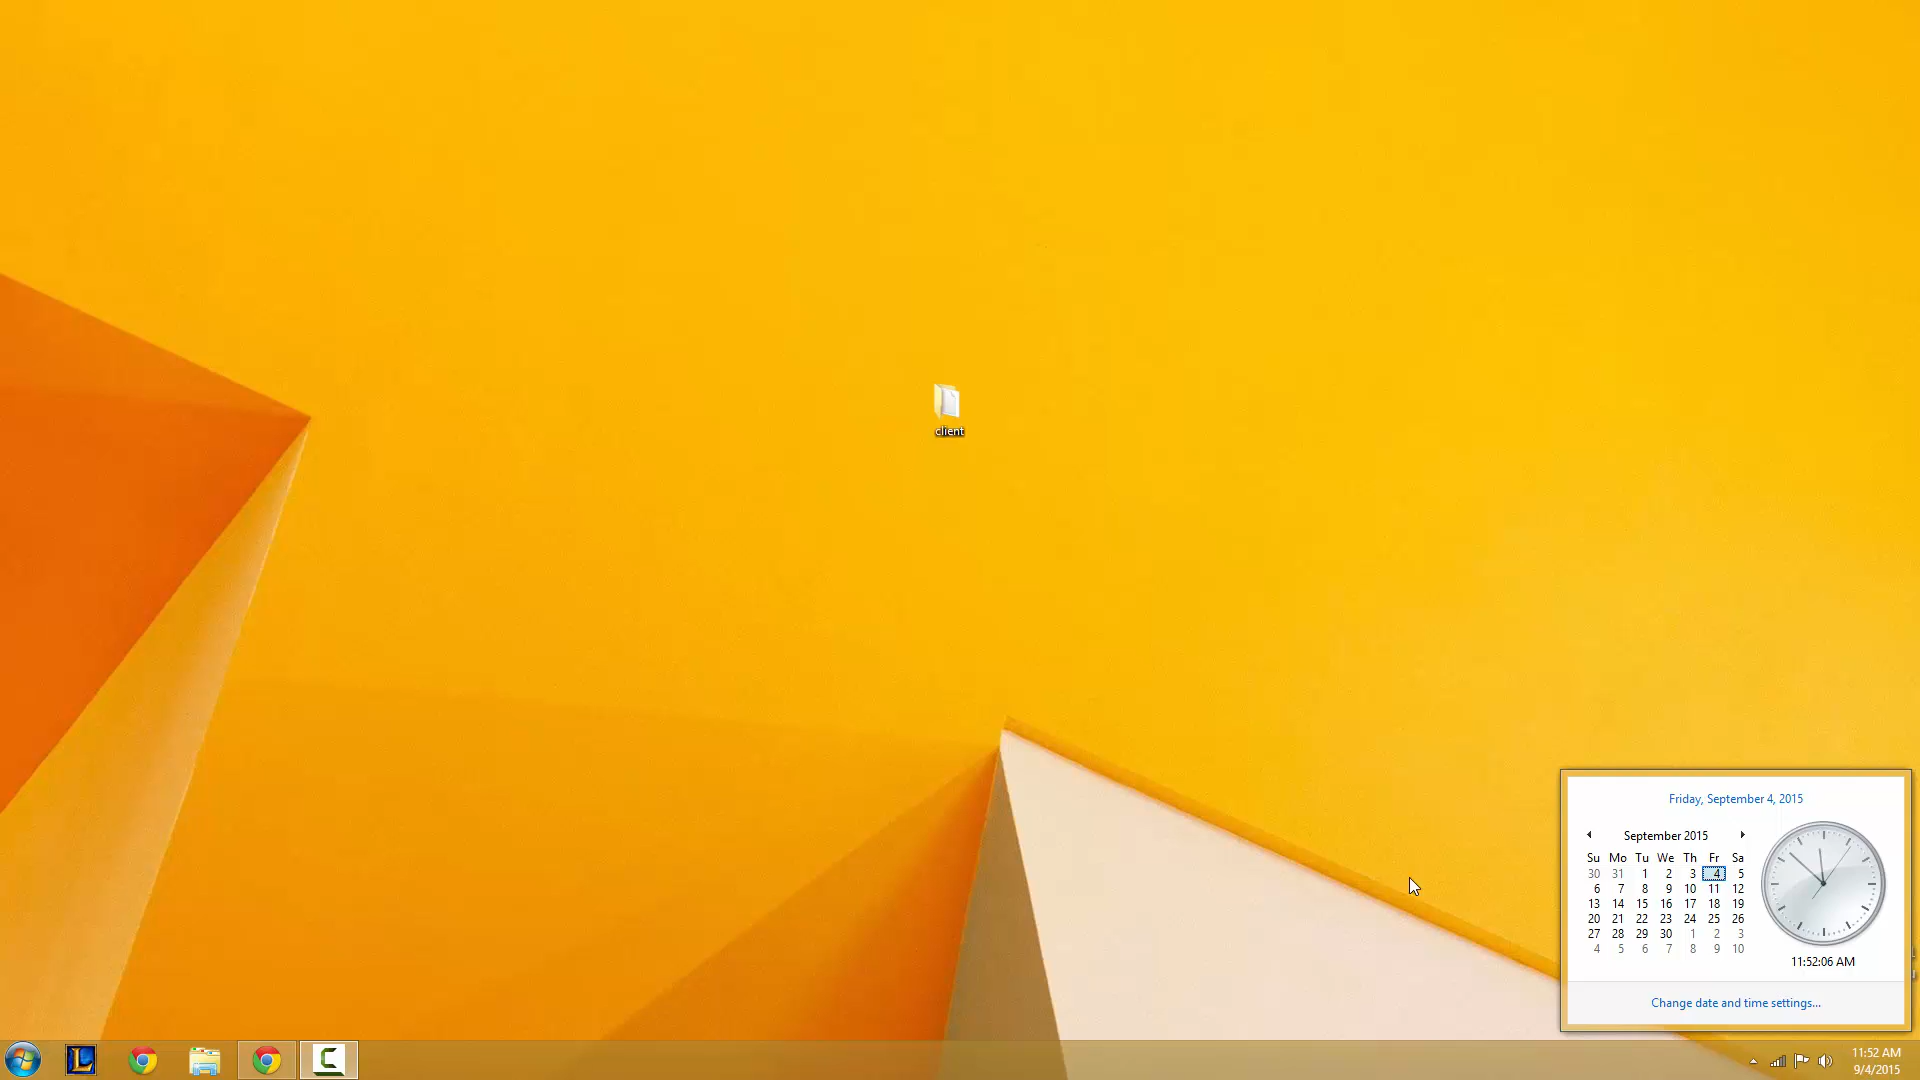 client
Friday, September 4, 2015
September 2015
Su Mo Tu We Th Fr Sa
30 31 1 2 3 4 5
6 7 8 9 10 11 12
13 14 15 16 17 18 19
20 21 22 23 24 25 26
27 28 29 30 1 2 3
4 5 6 7 8 9 10
11:52:06 AM
Change date and time settings...
L
C
11:52 AM
9/4/2015